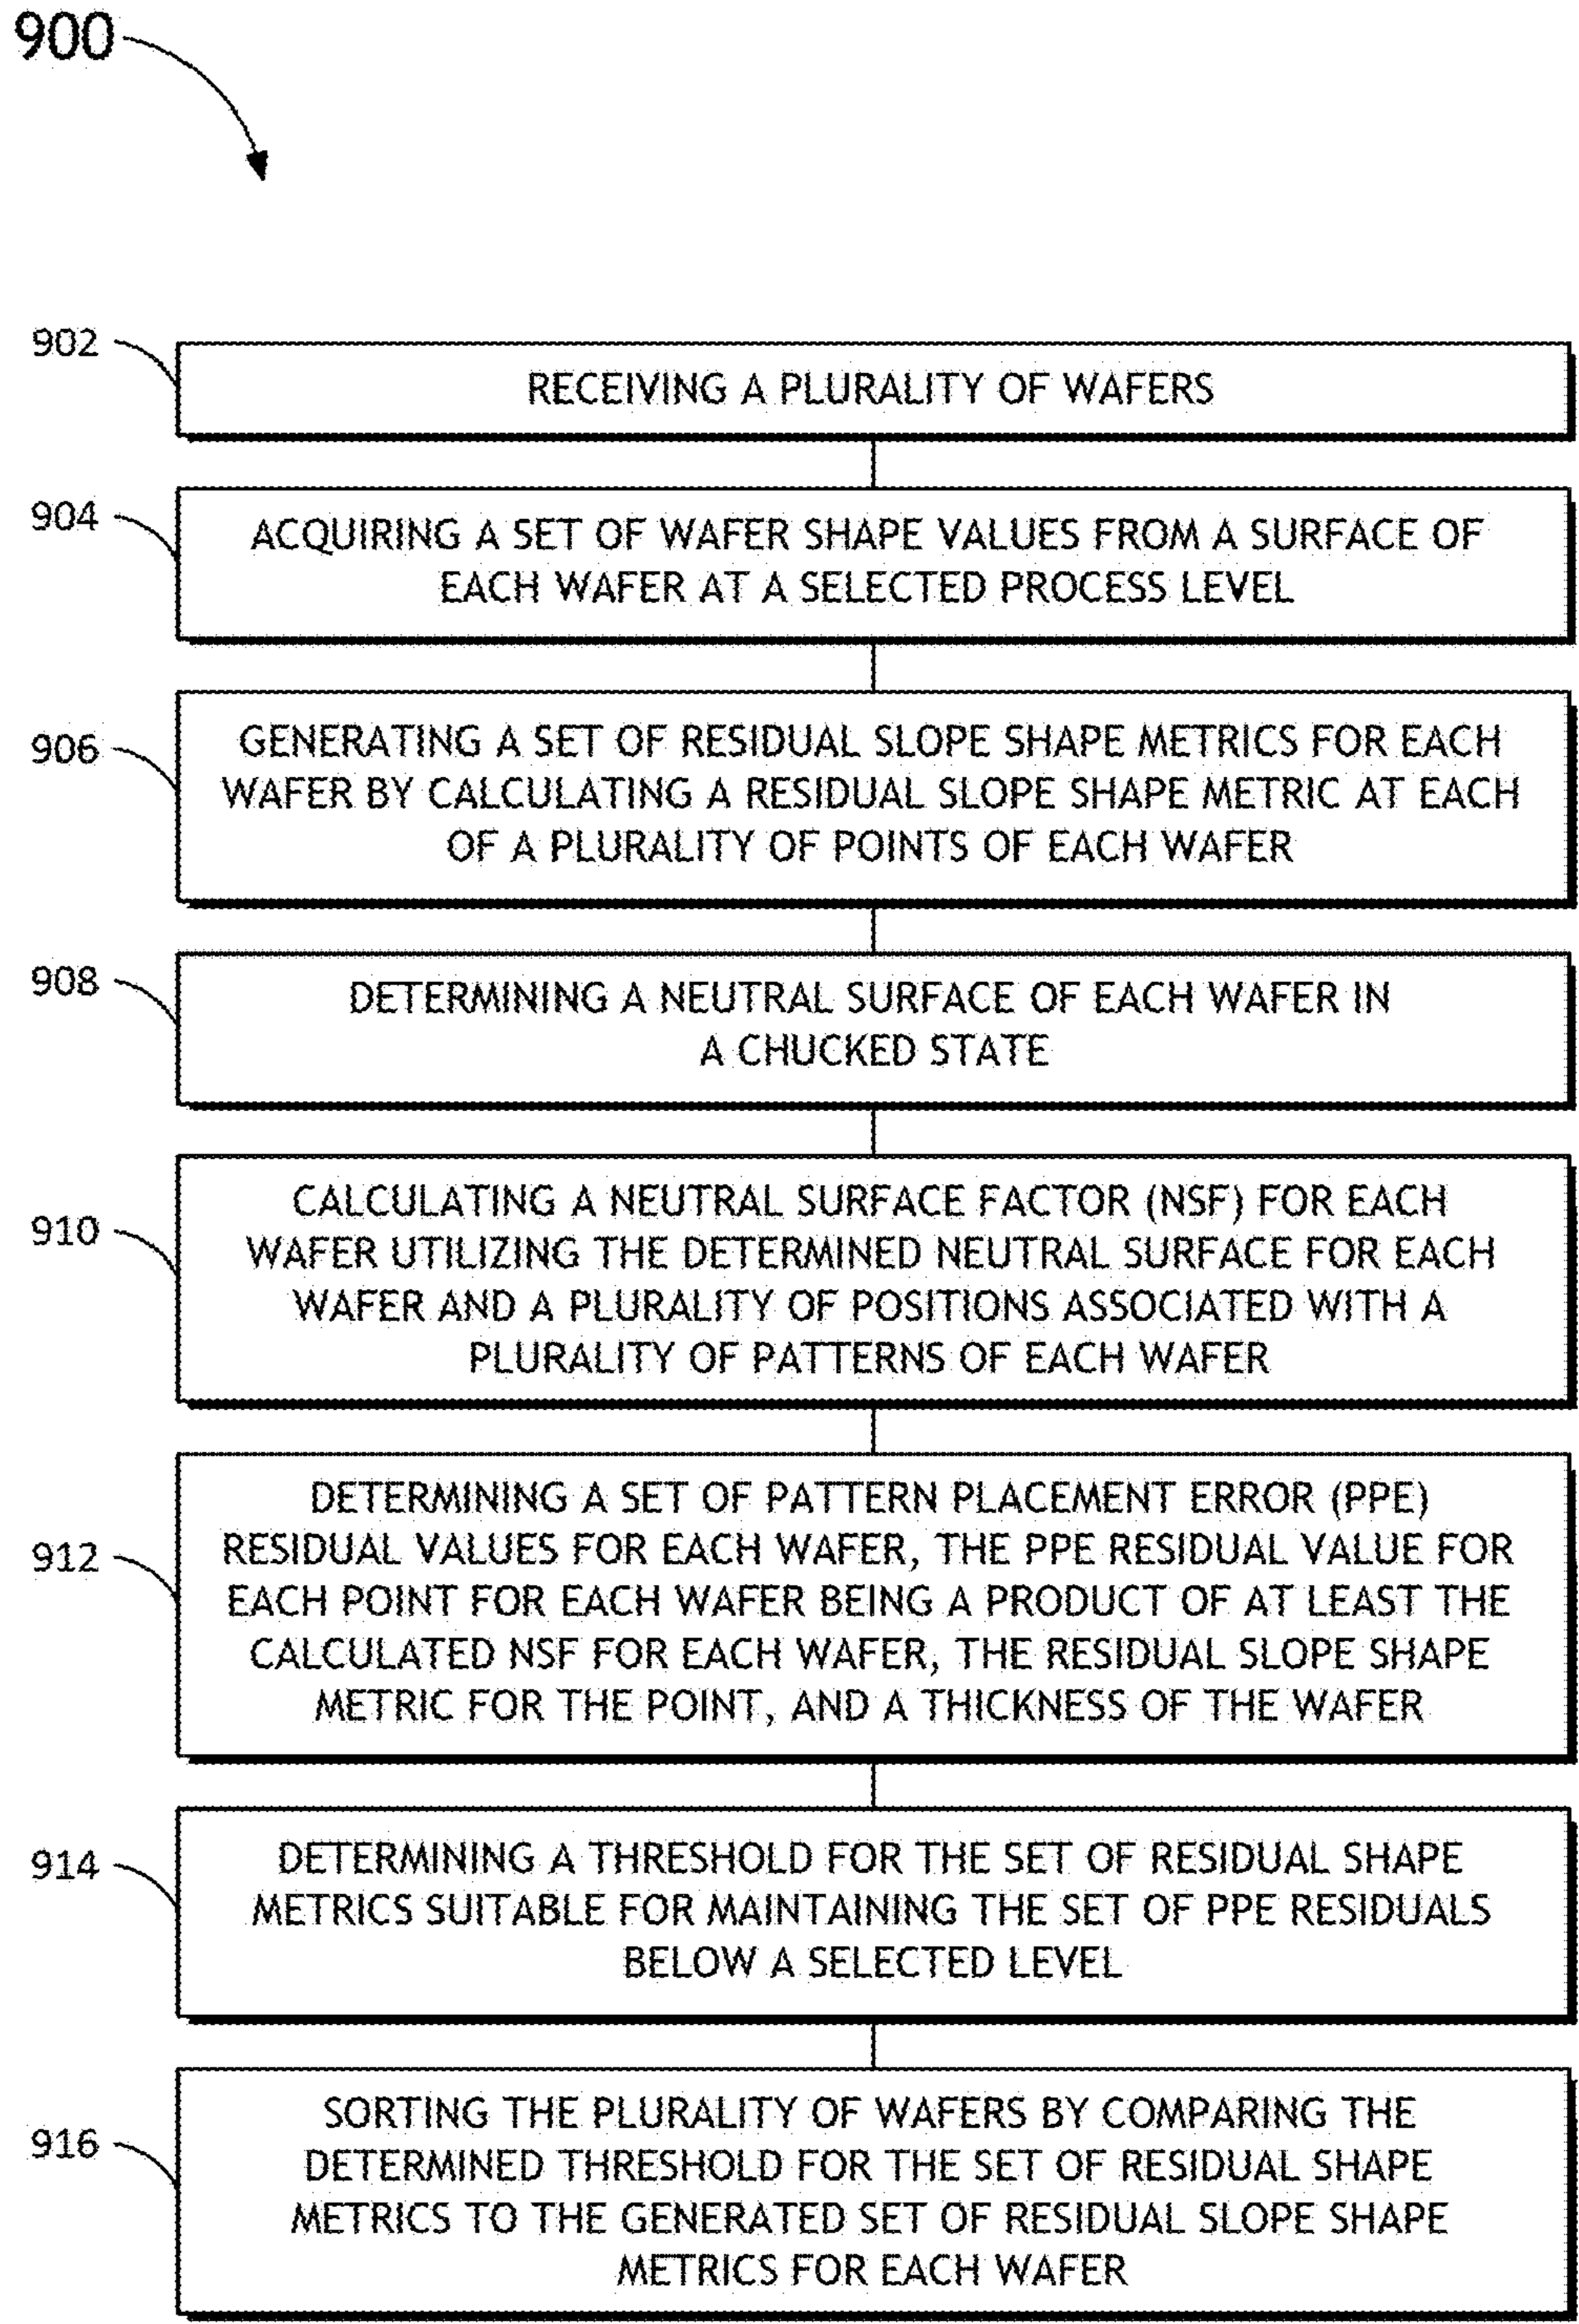 900
902
RECEIVING A PLURALITY OF WAFERS
904
ACQUIRING A SET OF WAFER SHAPE VALUES FROM A SURFACE OF
EACH WAFER AT A SELECTED PROCESS LEVEL
906
GENERATING A SET OF RESIDUAL SLOPE SHAPE METRICS FOR EACH
WAFER BY CALCULATING A RESIDUAL SLOPE SHAPE METRIC AT EACH
OF A PLURALITY OF POINTS OF EACH WAFER
908
DETERMINING A NEUTRAL SURFACE OF EACH WAFER IN
A CHUCKED STATE
910
CALCULATING A NEUTRAL SURFACE FACTOR (NSF) FOR EACH
WAFER UTILIZING THE DETERMINED NEUTRAL SURFACE FOR EACH
WAFER AND A PLURALITY OF POSITIONS ASSOCIATED WITH A
PLURALITY OF PATTERNS OF EACH WAFER
912
DETERMINING A SET OF PATTERN PLACEMENT ERROR (PPE)
RESIDUAL VALUES FOR EACH WAFER, THE PPE RESIDUAL VALUE FOR
EACH POINT FOR EACH WAFER BEING A PRODUCT OF AT LEAST THE
CALCULATED NSF FOR EACH WAFER, THE RESIDUAL SLOPE SHAPE
METRIC FOR THE POINT, AND A THICKNESS OF THE WAFER
914
DETERMINING A THRESHOLD FOR THE SET OF RESIDUAL SHAPE
METRICS SUITABLE FOR MAINTAINING THE SET OF PPE RESIDUALS
BELOW A SELECTED LEVEL
916
SORTING THE PLURALITY OF WAFERS BY COMPARING THE
DETERMINED THRESHOLD FOR THE SET OF RESIDUAL SHAPE
METRICS TO THE GENERATED SET OF RESIDUAL SLOPE SHAPE
METRICS FOR EACH WAFER